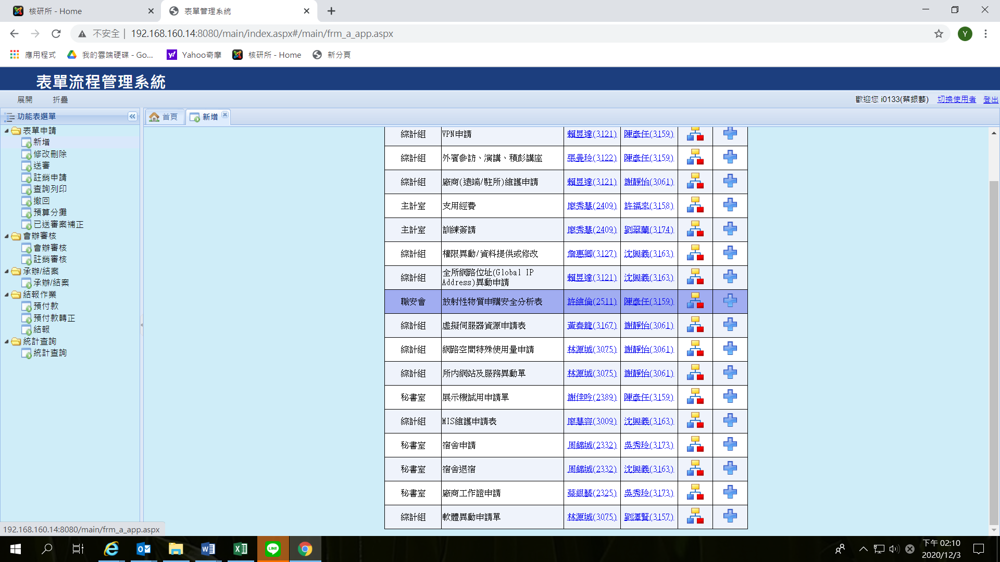 核研所 - Home
表單管理系統
不安全 | 192.168.160.14:8080/main/index.aspx#/main/frm_a_app.aspx
Y
應用程式
我的雲端硬碟 - Go...
Yahoo奇摩
核研所 - Home
新分頁
表單流程管理系統
展開 折疊
歡迎您 i0133(蔡銀藝) 切換使用者 登出
功能表選單
首頁
新增
表單申請
新增
修改刪除
送審
註銷申請
查詢列印
撤回
預算分攤
已送審案補正
會辦審核
會辦審核
註銷審核
承辦/結案
承辦/結案
結報作業
預付款
預付款轉正
結報
統計查詢
統計查詢
綜計組 VPN申請 賴昱達(3121) 陳彥任(3159)
綜計組 外賓參訪、演講、積彭講座 張曼玲(3122) 陳彥任(3159)
綜計組 廠商(遠端/駐所)維護申請 賴昱達(3121) 謝靜怡(3061)
主計室 支用經費 廖秀慧(2409) 許福來(3158)
主計室 訓練簽請 廖秀慧(2409) 劉翠蘭(3174)
綜計組 權限異動/資料提供或修改 詹惠卿(3127) 沈興義(3163)
綜計組 全所網路位址(Global IP
Address)異動申請 賴昱達(3121) 沈興義(3163)
職安會 放射性物質申購安全分析表 許維倫(2511) 陳彥任(3159)
綜計組 虛擬伺服器資源申請表 黃春龍(3167) 謝靜怡(3061)
綜計組 網路空間特殊使用量申請 林源城(3075) 謝靜怡(3061)
綜計組 所內網站及服務異動單 林源城(3075) 謝靜怡(3061)
秘書室 展示機試用申請單 謝佳吟(2389) 陳彥任(3159)
綜計組 MIS維護申請表 廖慧容(3009) 沈興義(3163)
秘書室 宿舍申請 周錦城(2332) 吳秀玲(3173)
秘書室 宿舍退宿 周錦城(2332) 沈興義(3163)
秘書室 廠商工作證申請 蔡銀藝(2325) 吳秀玲(3173)
綜計組 軟體異動申請單 林源城(3075) 劉澤賢(3157)
192.168.160.14:8080/main/frm_a_app.aspx
LINE
下午 02:10
2020/12/3